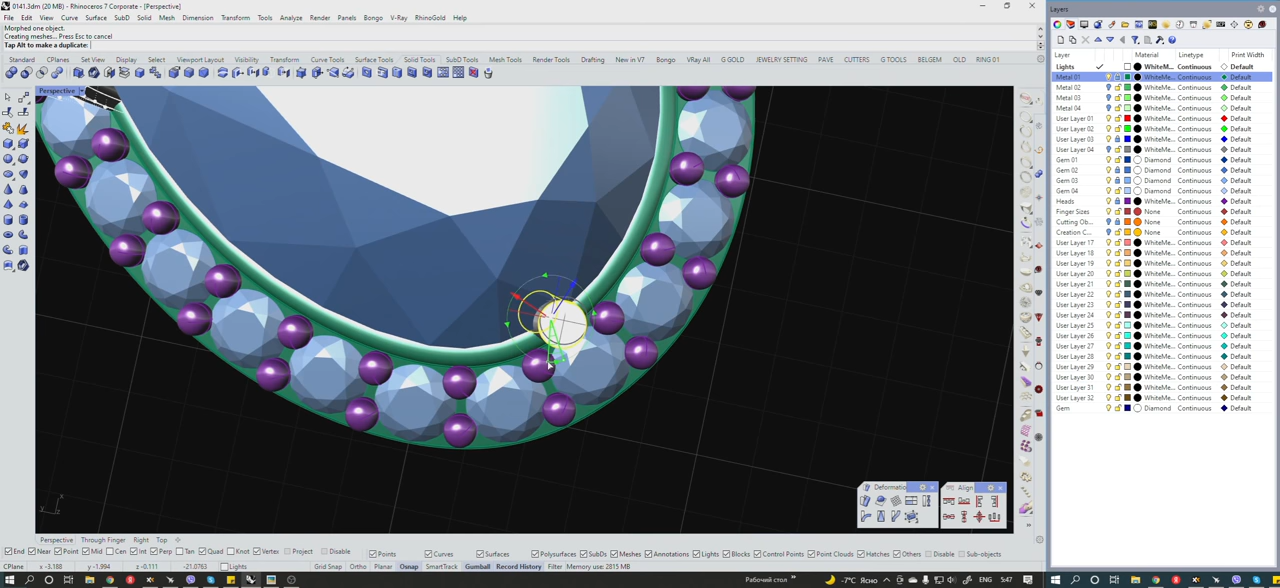 0141.3dm (20 MB) - Rhinoceros 7 Corporate - [Perspective]
File Edit View Curve Surface SubD Solid Mesh Dimension Transform Tools Analyze Render Panels Bongo V-Ray RhinoGold Help
Morphed one object.
Creating meshes... Press Esc to cancel
Tap Alt to make a duplicate:
Standard CPlanes Set View Display Select Viewport Layout Visibility Transform Curve Tools Surface Tools Solid Tools SubD Tools Mesh Tools Render Tools Drafting New in V7 Bongo VRay All G GOLD JEWELRY SETTING PAVE CUTTERS G TOOLS BELGEM OLD RING 01
Perspective
Deformatio
Align
Perspective Through Finger Right Top
End Near Point Mid Cen Int Perp Tan Quad Knot Vertex Project Disable Points Curves Surfaces Polysurfaces SubDs Meshes Annotations Lights Blocks Control Points Point Clouds Hatches Others Disable Sub-objects
CPlane x -3.188 y -1.994 z -0.111 -21.0763 Lights Grid Snap Ortho Planar Osnap SmartTrack Gumball Record History Filter Memory use: 2815 MB
Layers
Layer Material Linetype Print Width
Lights WhiteMe... Continuous Default
Metal 01 WhiteMe... Continuous Default
Metal 02 WhiteMe... Continuous Default
Metal 03 WhiteMe... Continuous Default
Metal 04 WhiteMe... Continuous Default
User Layer 01 WhiteMe... Continuous Default
User Layer 02 WhiteMe... Continuous Default
User Layer 03 WhiteMe... Continuous Default
User Layer 04 WhiteMe... Continuous Default
Gem 01 Diamond Continuous Default
Gem 02 Diamond Continuous Default
Gem 03 Diamond Continuous Default
Gem 04 Diamond Continuous Default
Heads WhiteMe... Continuous Default
Finger Sizes None Continuous Default
Cutting Ob... None Continuous Default
Creation C... None Continuous Default
User Layer 17 WhiteMe... Continuous Default
User Layer 18 WhiteMe... Continuous Default
User Layer 19 WhiteMe... Continuous Default
User Layer 20 WhiteMe... Continuous Default
User Layer 21 WhiteMe... Continuous Default
User Layer 22 WhiteMe... Continuous Default
User Layer 23 WhiteMe... Continuous Default
User Layer 24 WhiteMe... Continuous Default
User Layer 25 WhiteMe... Continuous Default
User Layer 26 WhiteMe... Continuous Default
User Layer 27 WhiteMe... Continuous Default
User Layer 28 WhiteMe... Continuous Default
User Layer 29 WhiteMe... Continuous Default
User Layer 30 WhiteMe... Continuous Default
User Layer 31 WhiteMe... Continuous Default
User Layer 32 WhiteMe... Continuous Default
Gem Diamond Continuous Default
Рабочий стол -7°C Ясно ENG 5:47